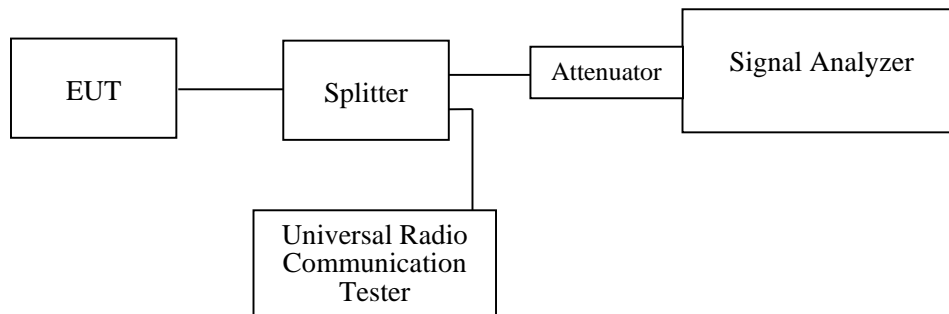 EUT
Splitter
Attenuator
Signal Analyzer
Universal Radio
Communication
Tester